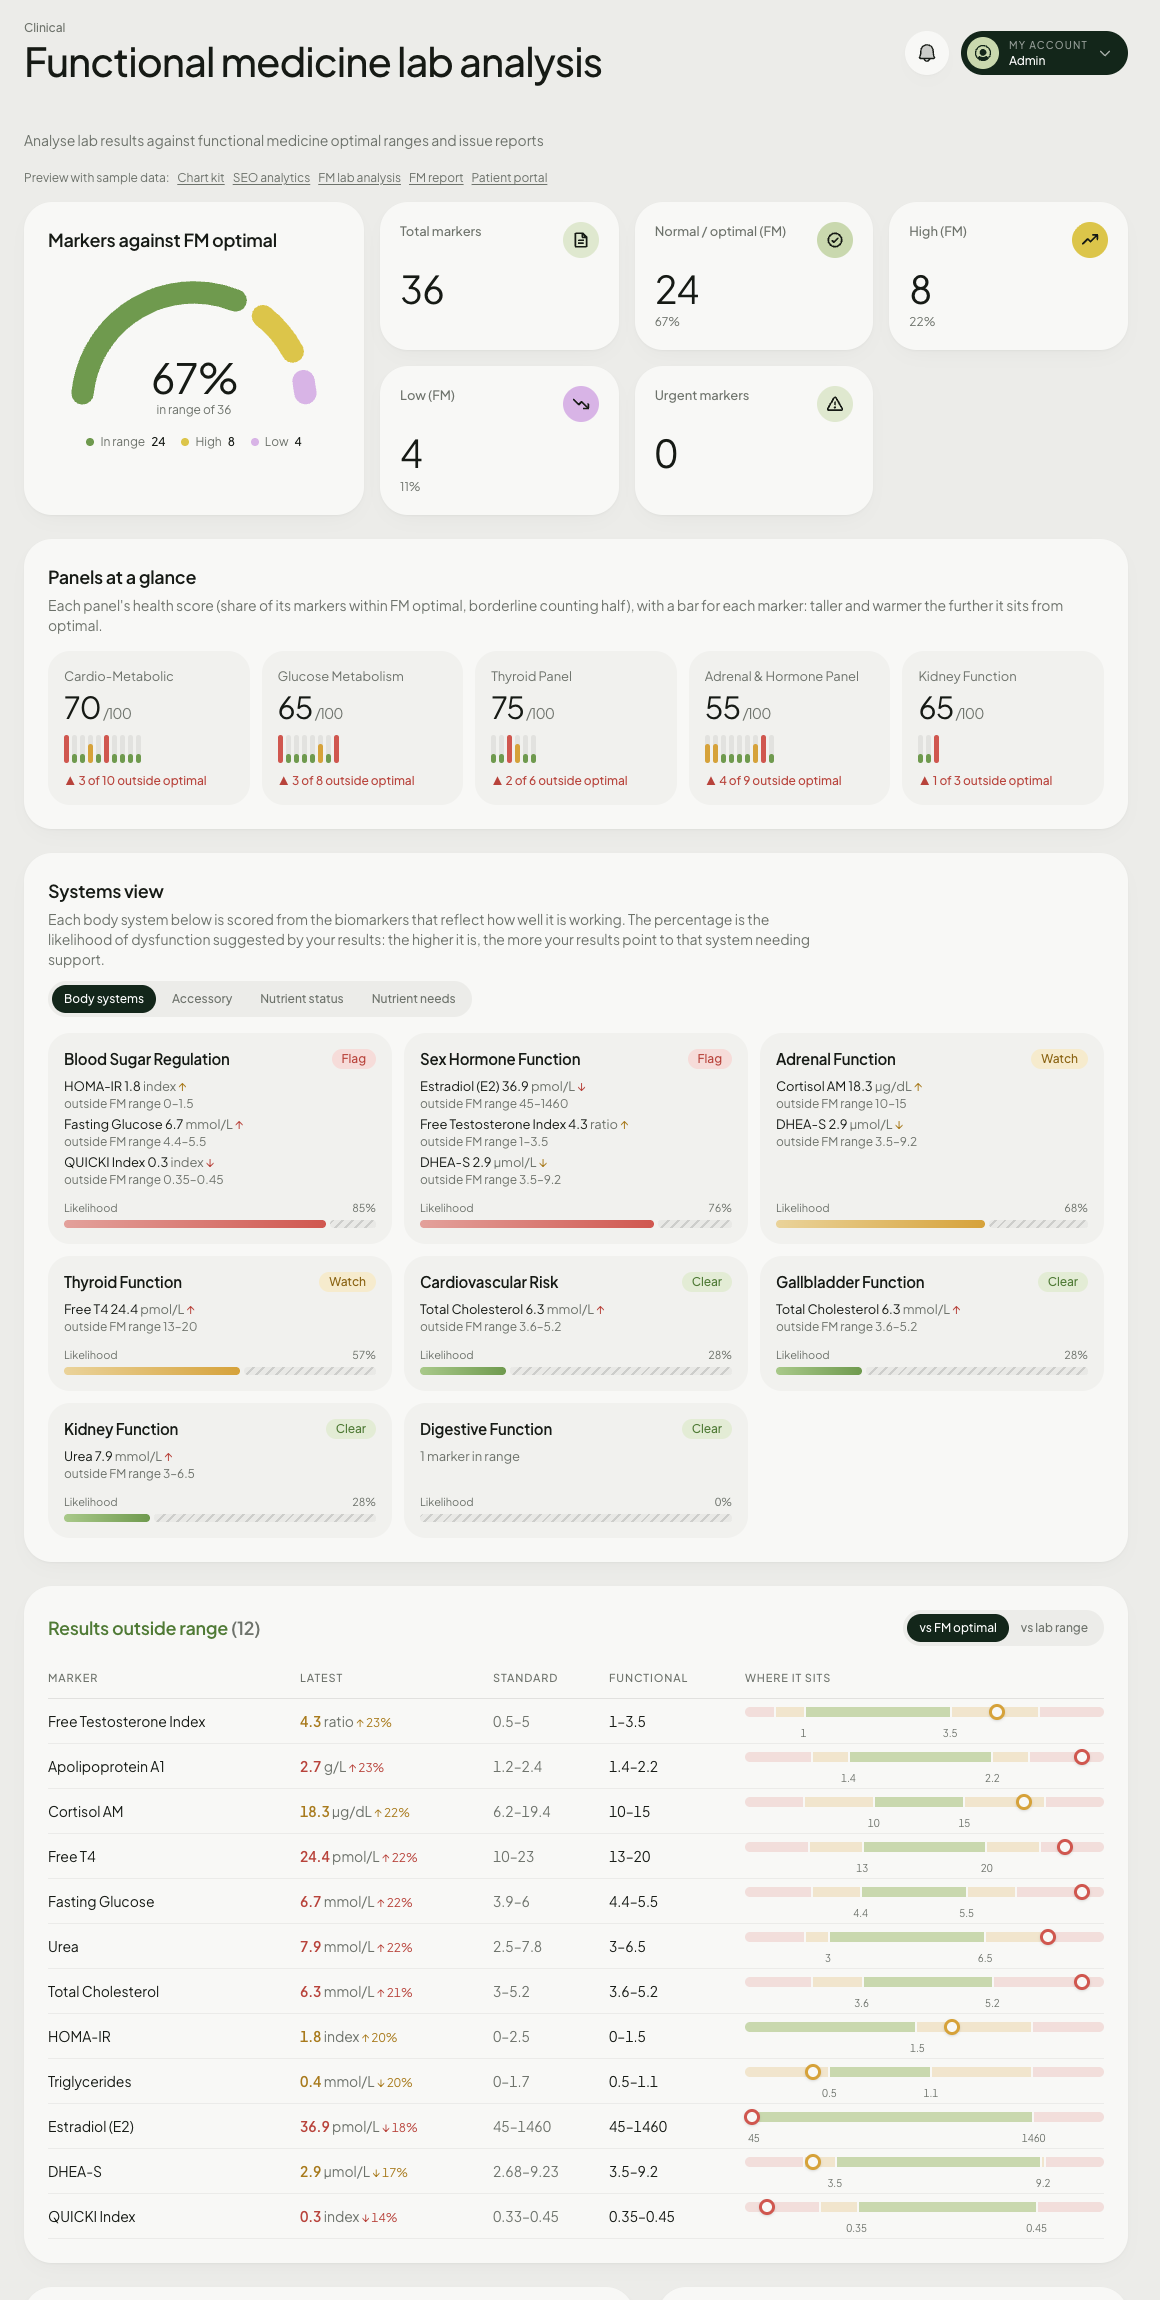 Clinical
Functional medicine lab analysis
MY ACCOUNT
Admin
Analyse lab results against functional medicine optimal ranges and issue reports
Preview with sample data: Chart kit SEO analytics FM lab analysis FM report Patient portal
Markers against FM optimal
67%
in range of 36
In range 24 High 8 Low 4
Total markers
36
Normal / optimal (FM)
24
67%
High (FM)
8
22%
Low (FM)
4
11%
Urgent markers
0
Panels at a glance
Each panel's health score (share of its markers within FM optimal, borderline counting half), with a bar for each marker: taller and warmer the further it sits from
optimal.
Cardio-Metabolic
70/100
▲ 3 of 10 outside optimal
Glucose Metabolism
65/100
▲ 3 of 8 outside optimal
Thyroid Panel
75/100
▲ 2 of 6 outside optimal
Adrenal & Hormone Panel
55/100
▲ 4 of 9 outside optimal
Kidney Function
65/100
▲ 1 of 3 outside optimal
Systems view
Each body system below is scored from the biomarkers that reflect how well it is working. The percentage is the
likelihood of dysfunction suggested by your results: the higher it is, the more your results point to that system needing
support.
Body systems Accessory Nutrient status Nutrient needs
Blood Sugar Regulation Flag
HOMA-IR 1.8 index ↑
outside FM range 0–1.5
Fasting Glucose 6.7 mmol/L ↑
outside FM range 4.4–5.5
QUICKI Index 0.3 index ↓
outside FM range 0.35–0.45
Likelihood 85%
Sex Hormone Function Flag
Estradiol (E2) 36.9 pmol/L ↓
outside FM range 45–1460
Free Testosterone Index 4.3 ratio ↑
outside FM range 1–3.5
DHEA-S 2.9 µmol/L ↓
outside FM range 3.5–9.2
Likelihood 76%
Adrenal Function Watch
Cortisol AM 18.3 µg/dL ↑
outside FM range 10–15
DHEA-S 2.9 µmol/L ↓
outside FM range 3.5–9.2
Likelihood 68%
Thyroid Function Watch
Free T4 24.4 pmol/L ↑
outside FM range 13–20
Likelihood 57%
Cardiovascular Risk Clear
Total Cholesterol 6.3 mmol/L ↑
outside FM range 3.6–5.2
Likelihood 28%
Gallbladder Function Clear
Total Cholesterol 6.3 mmol/L ↑
outside FM range 3.6–5.2
Likelihood 28%
Kidney Function Clear
Urea 7.9 mmol/L ↑
outside FM range 3–6.5
Likelihood 28%
Digestive Function Clear
1 marker in range
Likelihood 0%
Results outside range (12)
vs FM optimal vs lab range
MARKER LATEST STANDARD FUNCTIONAL WHERE IT SITS
Free Testosterone Index 4.3 ratio ↑ 23% 0.5–5 1–3.5
1 3.5
Apolipoprotein A1 2.7 g/L ↑ 23% 1.2–2.4 1.4–2.2
1.4 2.2
Cortisol AM 18.3 µg/dL ↑ 22% 6.2–19.4 10–15
10 15
Free T4 24.4 pmol/L ↑ 22% 10–23 13–20
13 20
Fasting Glucose 6.7 mmol/L ↑ 22% 3.9–6 4.4–5.5
4.4 5.5
Urea 7.9 mmol/L ↑ 22% 2.5–7.8 3–6.5
3 6.5
Total Cholesterol 6.3 mmol/L ↑ 21% 3–5.2 3.6–5.2
3.6 5.2
HOMA-IR 1.8 index ↑ 20% 0–2.5 0–1.5
1.5
Triglycerides 0.4 mmol/L ↓ 20% 0–1.7 0.5–1.1
0.5 1.1
Estradiol (E2) 36.9 pmol/L ↓ 18% 45–1460 45–1460
45 1460
DHEA-S 2.9 µmol/L ↓ 17% 2.68–9.23 3.5–9.2
3.5 9.2
QUICKI Index 0.3 index ↓ 14% 0.33–0.45 0.35–0.45
0.35 0.45